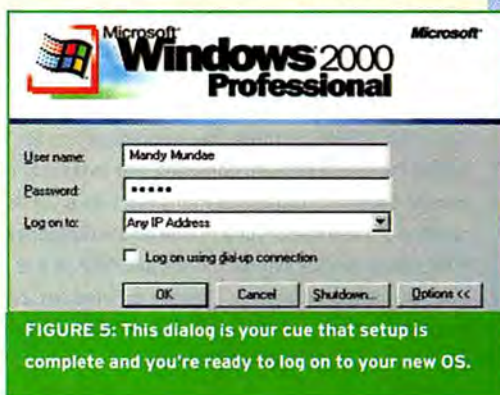 Microsoft
Microsoft
Windows 2000
Professional
User name:
Mandy Mundae
Password:
•••••
Log on to:
Any IP Address
Log on using dial-up connection
OK
Cancel
Shutdown...
Options <<
FIGURE 5: This dialog is your cue that setup is
complete and you're ready to log on to your new OS.